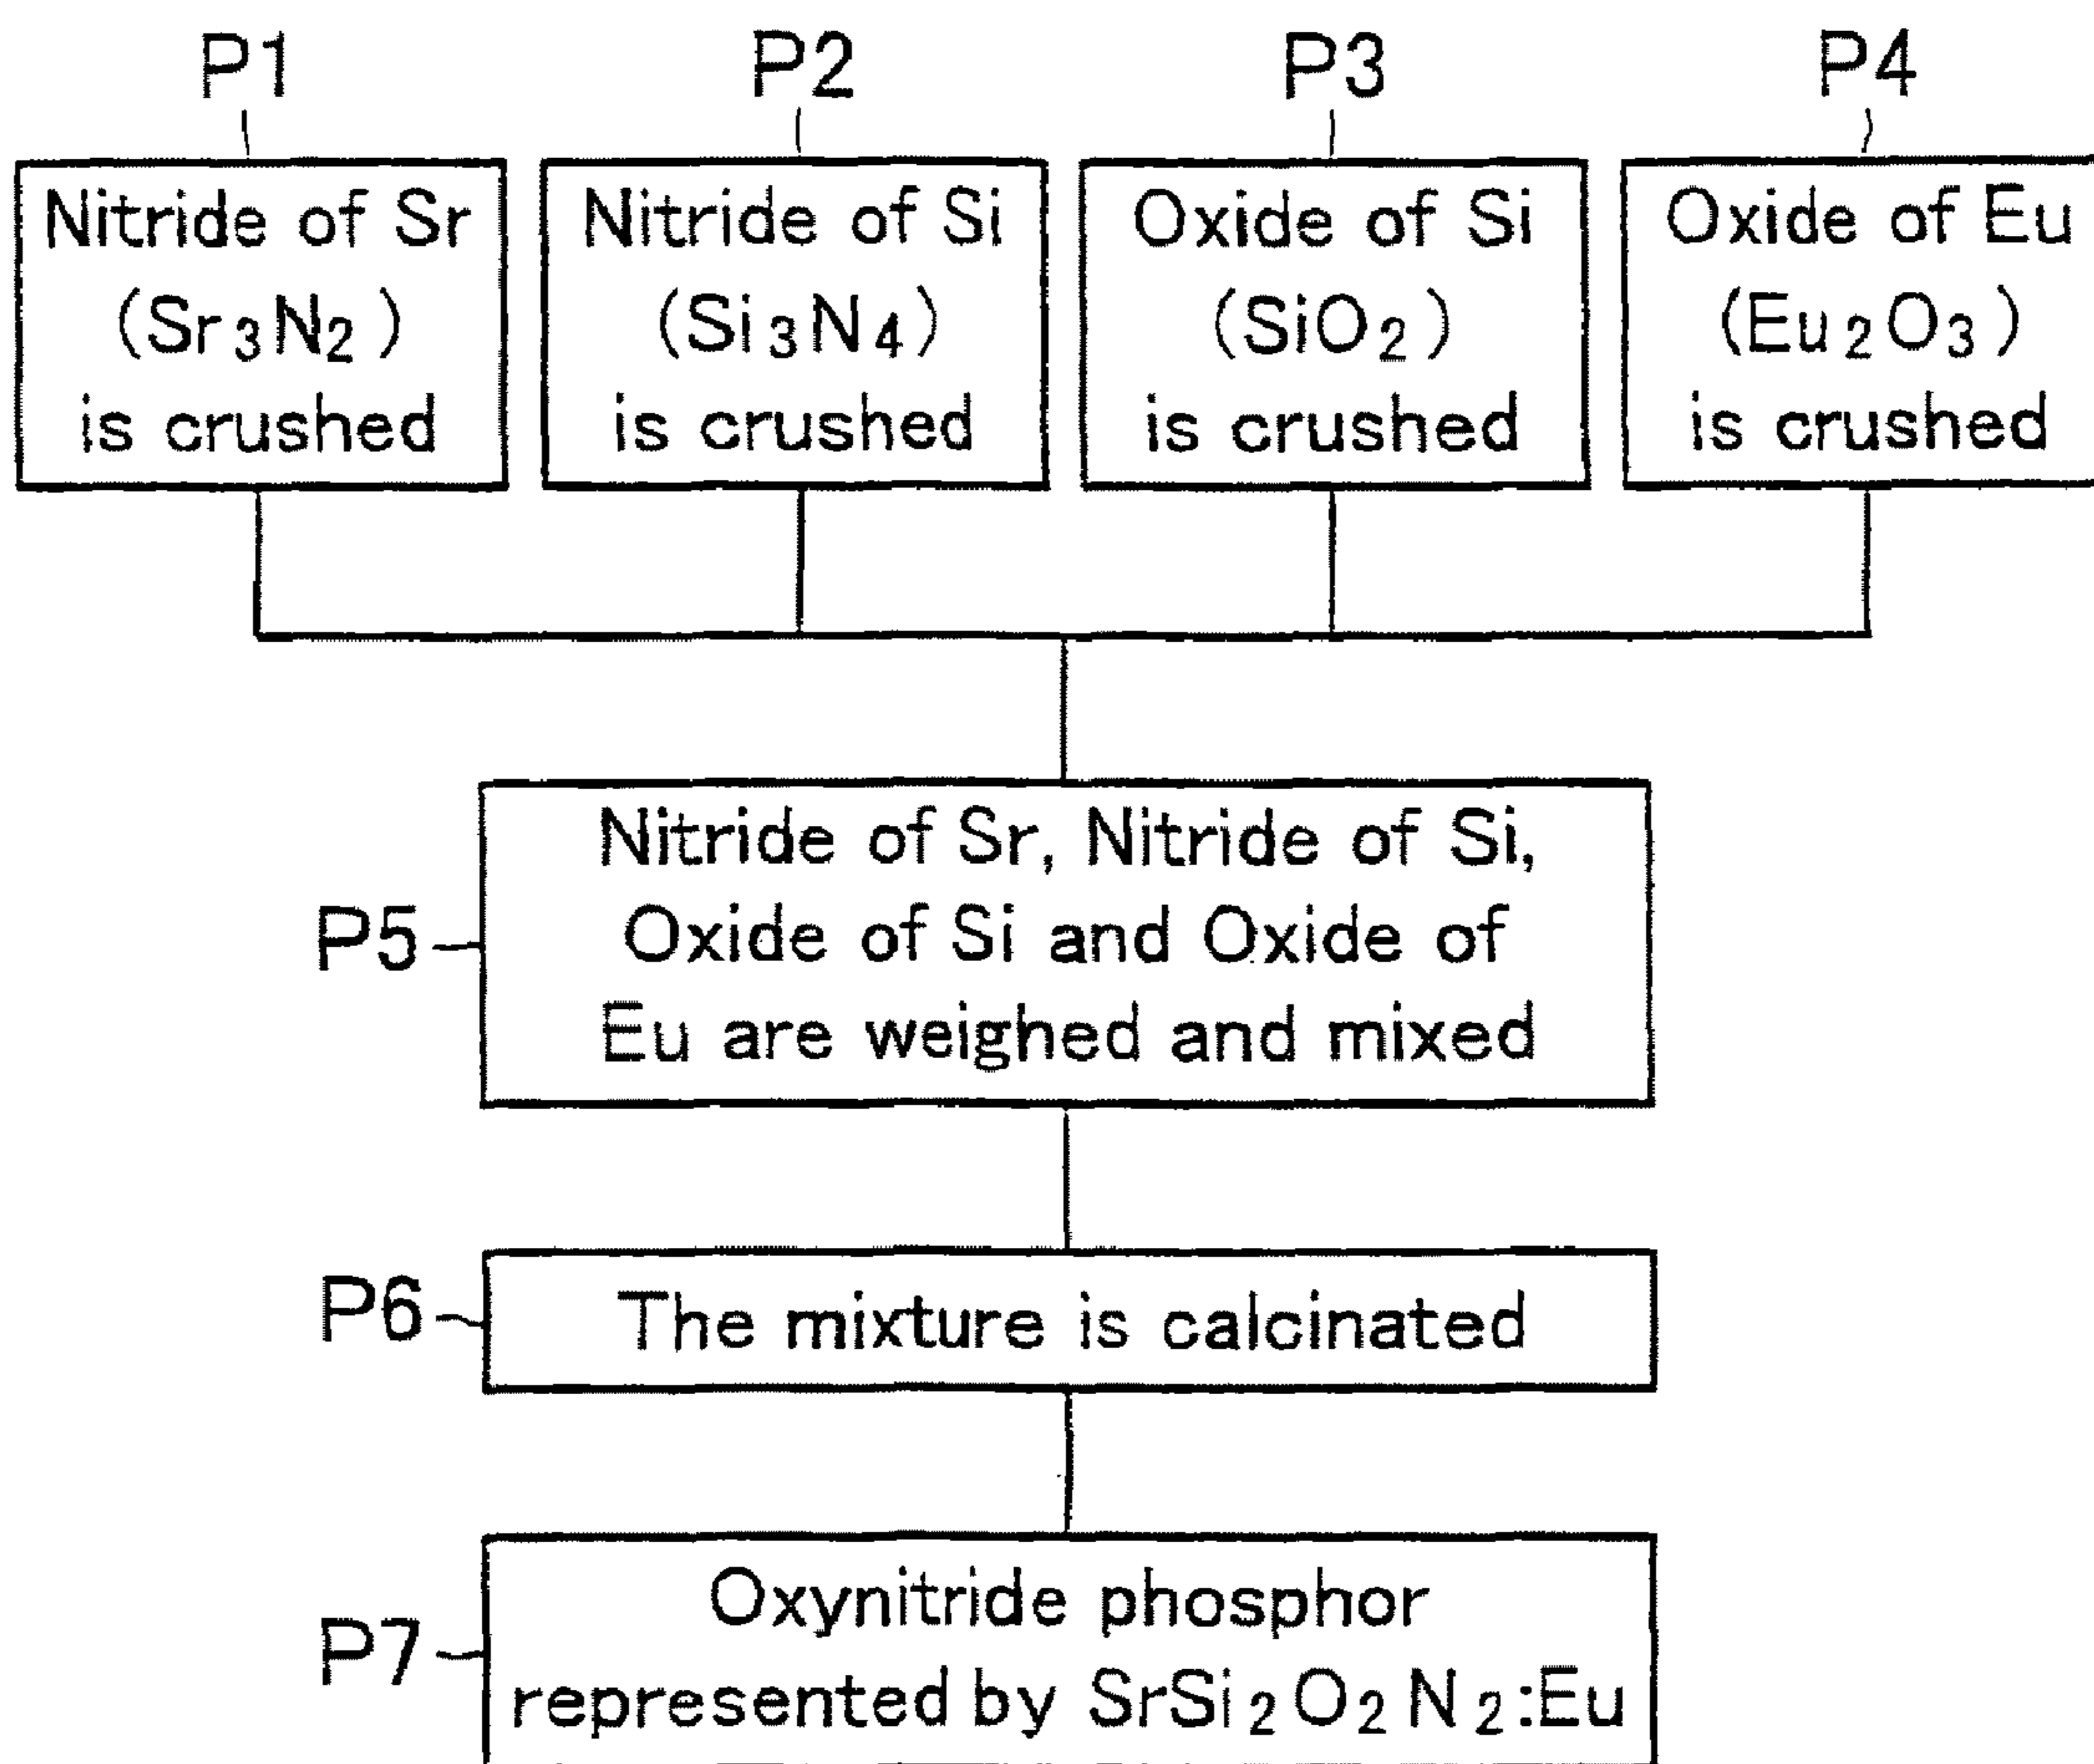 P1
P2
P3
P4
Nitride of Sr
(Sr3N2)
is crushed
Nitride of Si
(Si3N4)
is crushed
Oxide of Si
(SiO2)
is crushed
Oxide of Eu
(Eu2O3)
is crushed
P5
Nitride of Sr, Nitride of Si,
Oxide of Si and Oxide of
Eu are weighed and mixed
P6
The mixture is calcinated
P7
Oxynitride phosphor
represented by SrSi2O2N2:Eu